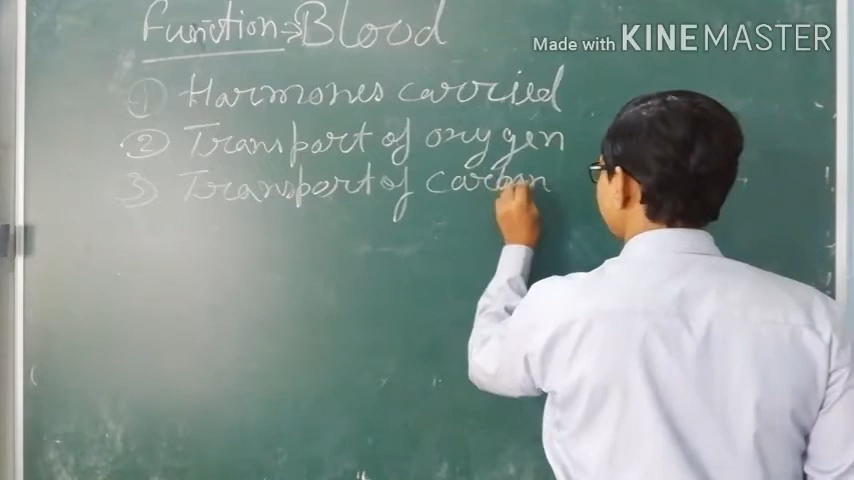 Function → Blood
Made with KINEMASTER
① Harmones carried
② Transport of oxygen
③ Transport of carbon